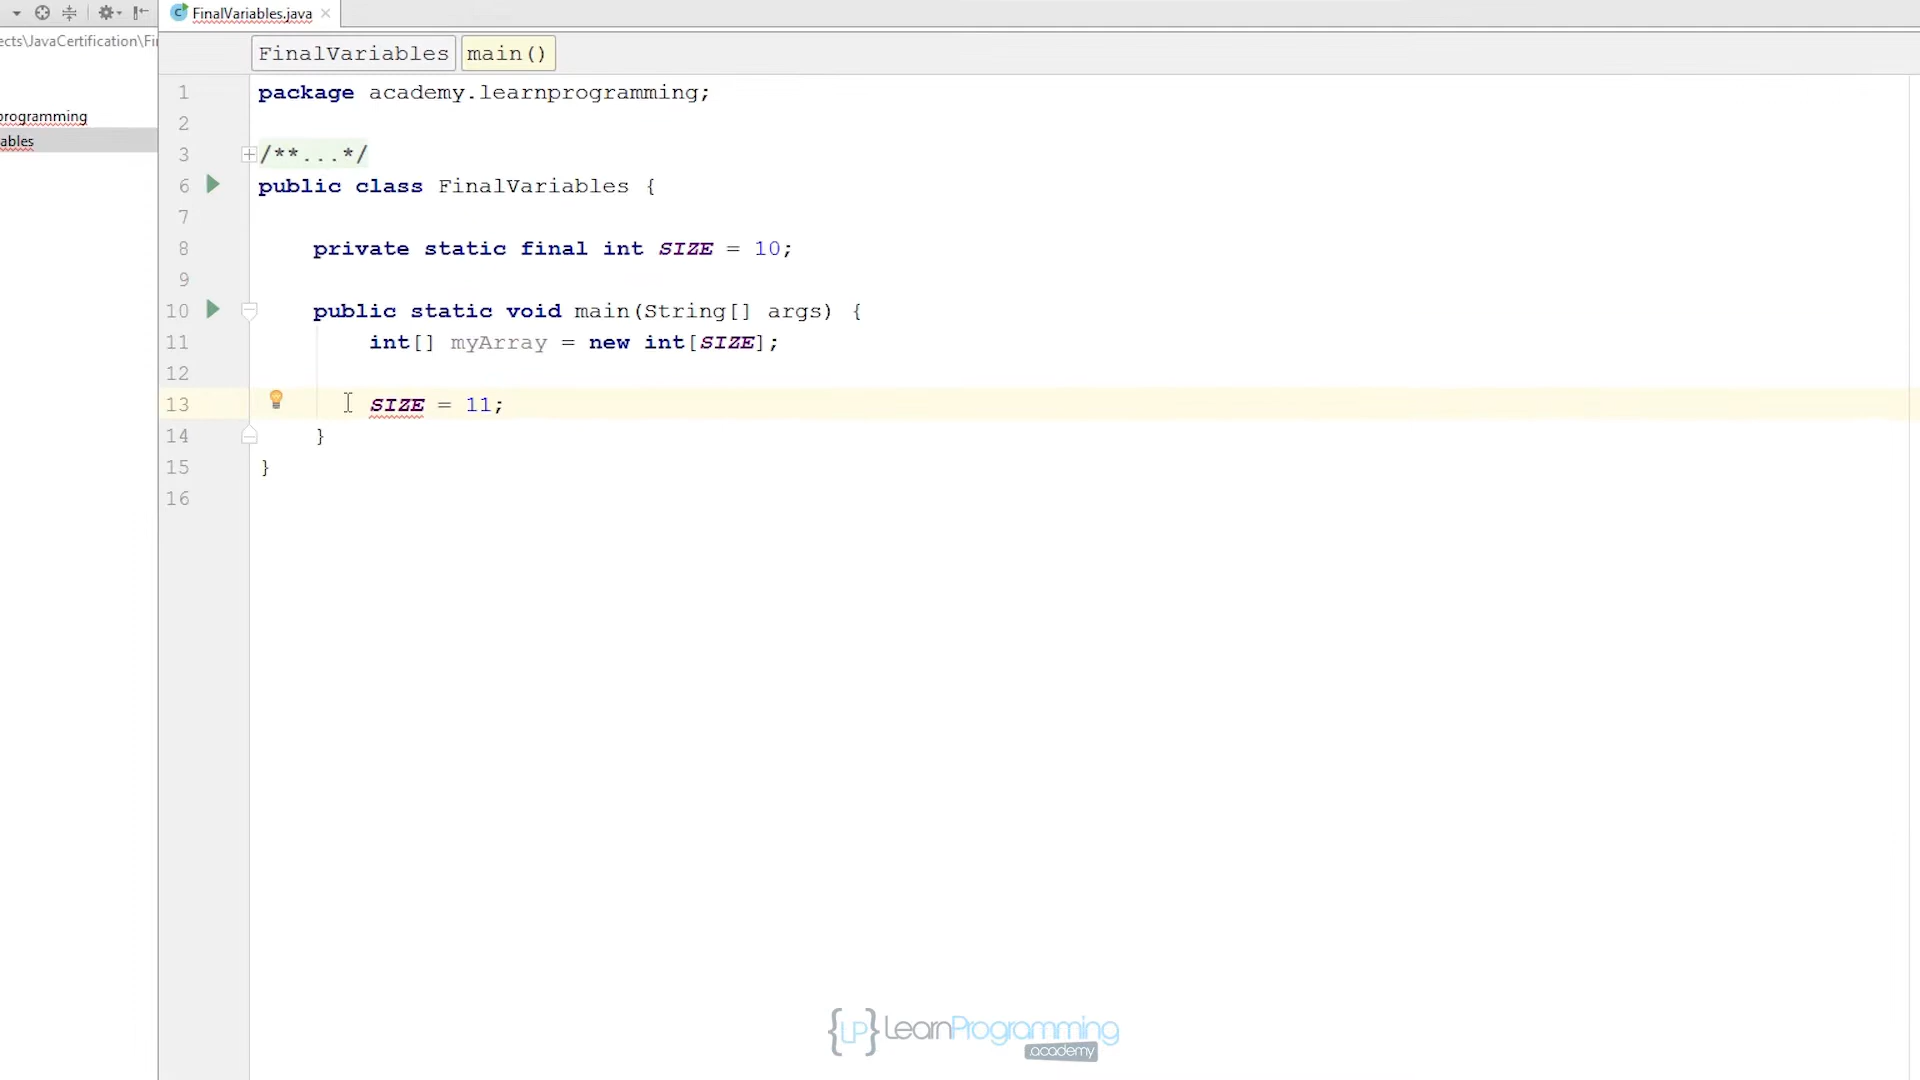 FinalVariables.java
ects\JavaCertification\Fi
FinalVariables main()
programming
ables
1 package academy.learnprogramming;
2
3 /**...*/
6 public class FinalVariables {
7
8 private static final int SIZE = 10;
9
10 public static void main(String[] args) {
11 int[] myArray = new int[SIZE];
12
13 SIZE = 11;
14 }
15 }
16
{LP} LearnProgramming
.academy